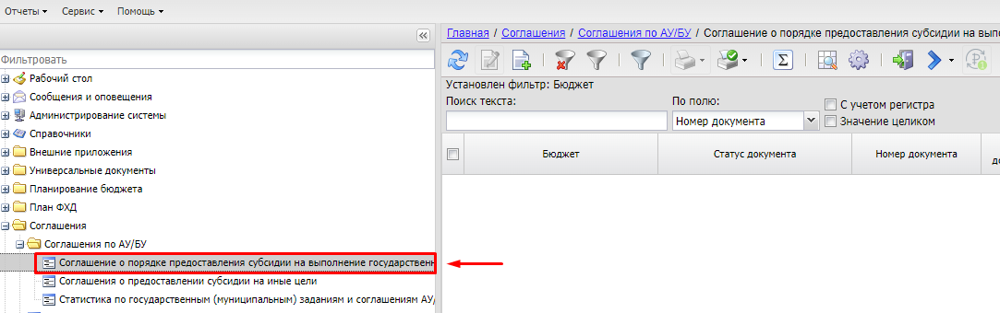 Отчеты Сервис Помощь
Фильтровать
Рабочий стол
Сообщения и оповещения
Администрирование системы
Справочники
Внешние приложения
Универсальные документы
Планирование бюджета
План ФХД
Соглашения
Соглашения по АУ/БУ
Соглашение о порядке предоставления субсидии на выполнение государственн
Соглашения о предоставлении субсидии на иные цели
Статистика по государственным (муниципальным) заданиям и соглашениям АУ/
Главная / Соглашения / Соглашения по АУ/БУ / Соглашение о порядке предоставления субсидии на выпо
Установлен фильтр: Бюджет
Поиск текста: По полю: С учетом регистра
Номер документа Значение целиком
Бюджет Статус документа Номер документа до